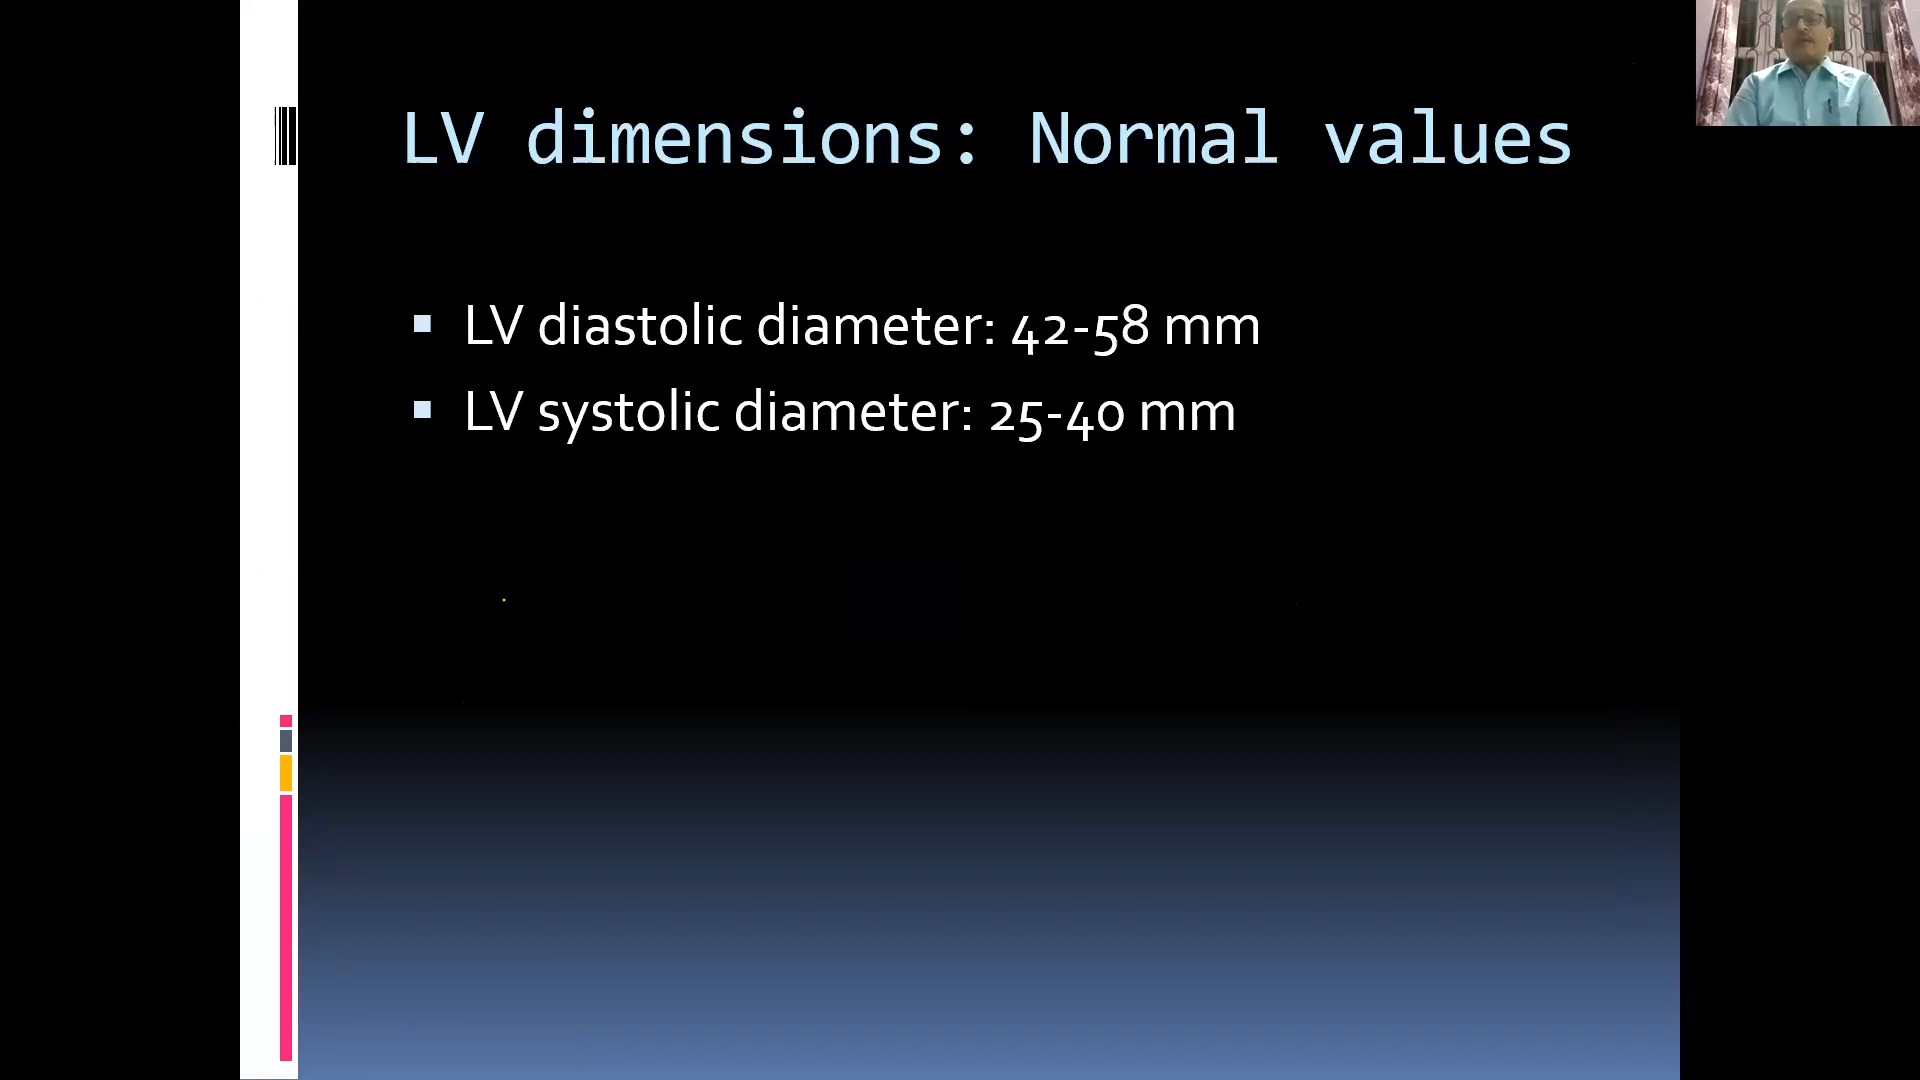 LV dimensions: Normal values
▪ LV diastolic diameter: 42-58 mm
▪ LV systolic diameter: 25-40 mm